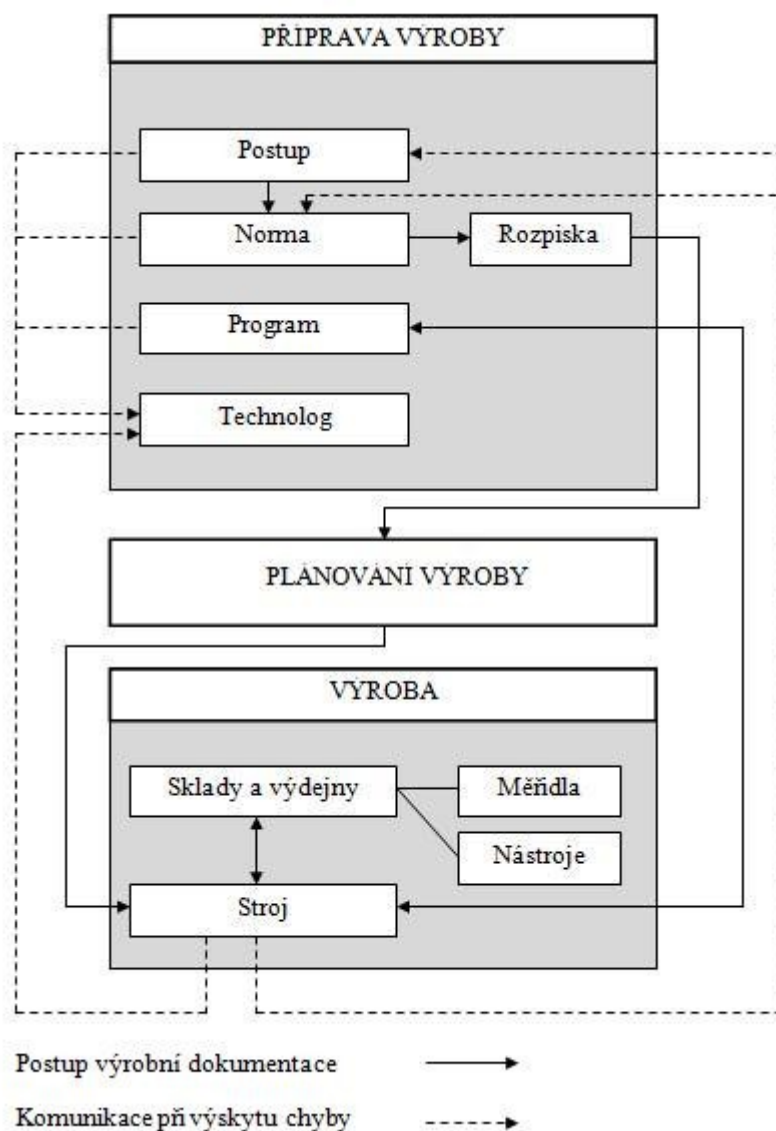 PŘÍPRAVA VÝROBY
Postup
Norma
Rozpiska
Program
Technolog
PLÁNOVÁNÍ VÝROBY
VÝROBA
Sklady a výdejny
Měřidla
Nástroje
Stroj
Postup výrobní dokumentace
Komunikace při výskytu chyby